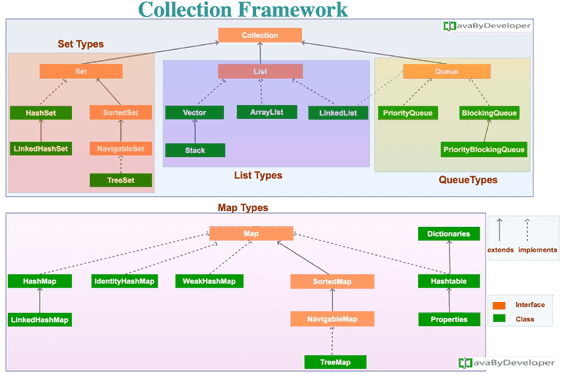 Collection Framework
avaByDeveloper
Collection
Set Types
Set
List
Queue
HashSet
SortedSet
Vector
ArrayList
LinkedList
PriorityQueue
BlockingQueue
LinkedHashSet
NavigableSet
Stack
PriorityBlockingQueue
TreeSet
List Types
QueueTypes
Map Types
Map
Dictionaries
extends
implements
HashMap
IdentityHashMap
WeakHashMap
SortedMap
Hashtable
Interface
Class
LinkedHashMap
NavigableMap
Properties
TreeMap
avaByDeveloper